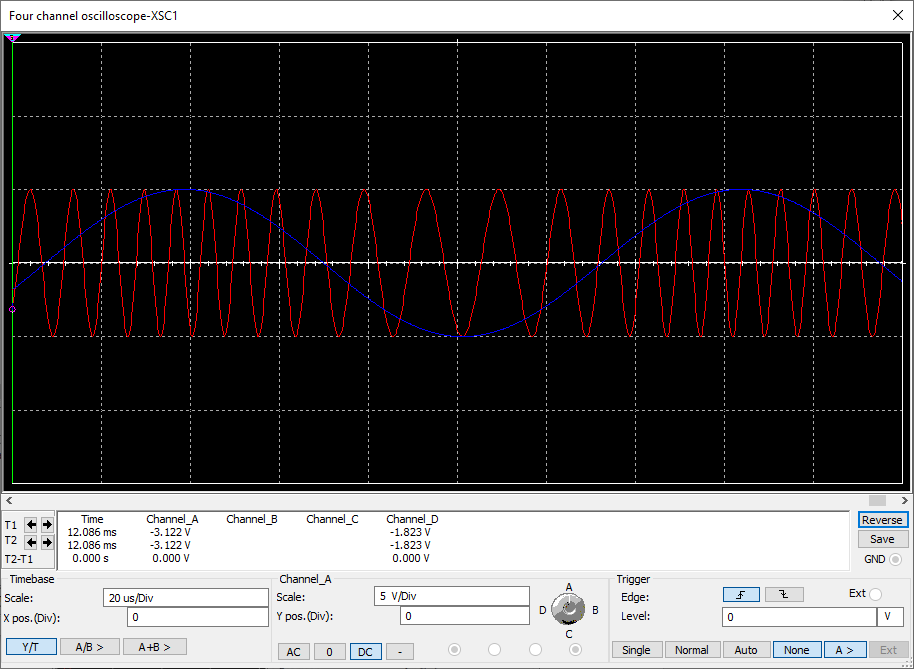 Four channel oscilloscope-XSC1
Time Channel_A Channel_B Channel_C Channel_D
T1 12.086 ms -3.122 V -1.823 V
T2 12.086 ms -3.122 V -1.823 V
T2-T1 0.000 s 0.000 V 0.000 V
Reverse
Save
GND
Timebase
Scale: 20 us/Div
X pos.(Div): 0
Y/T A/B > A+B >
Channel_A
Scale: 5 V/Div
Y pos.(Div): 0
AC 0 DC -
A
D B
C
Trigger
Edge: Ext
Level: 0 V
Single Normal Auto None A > Ext